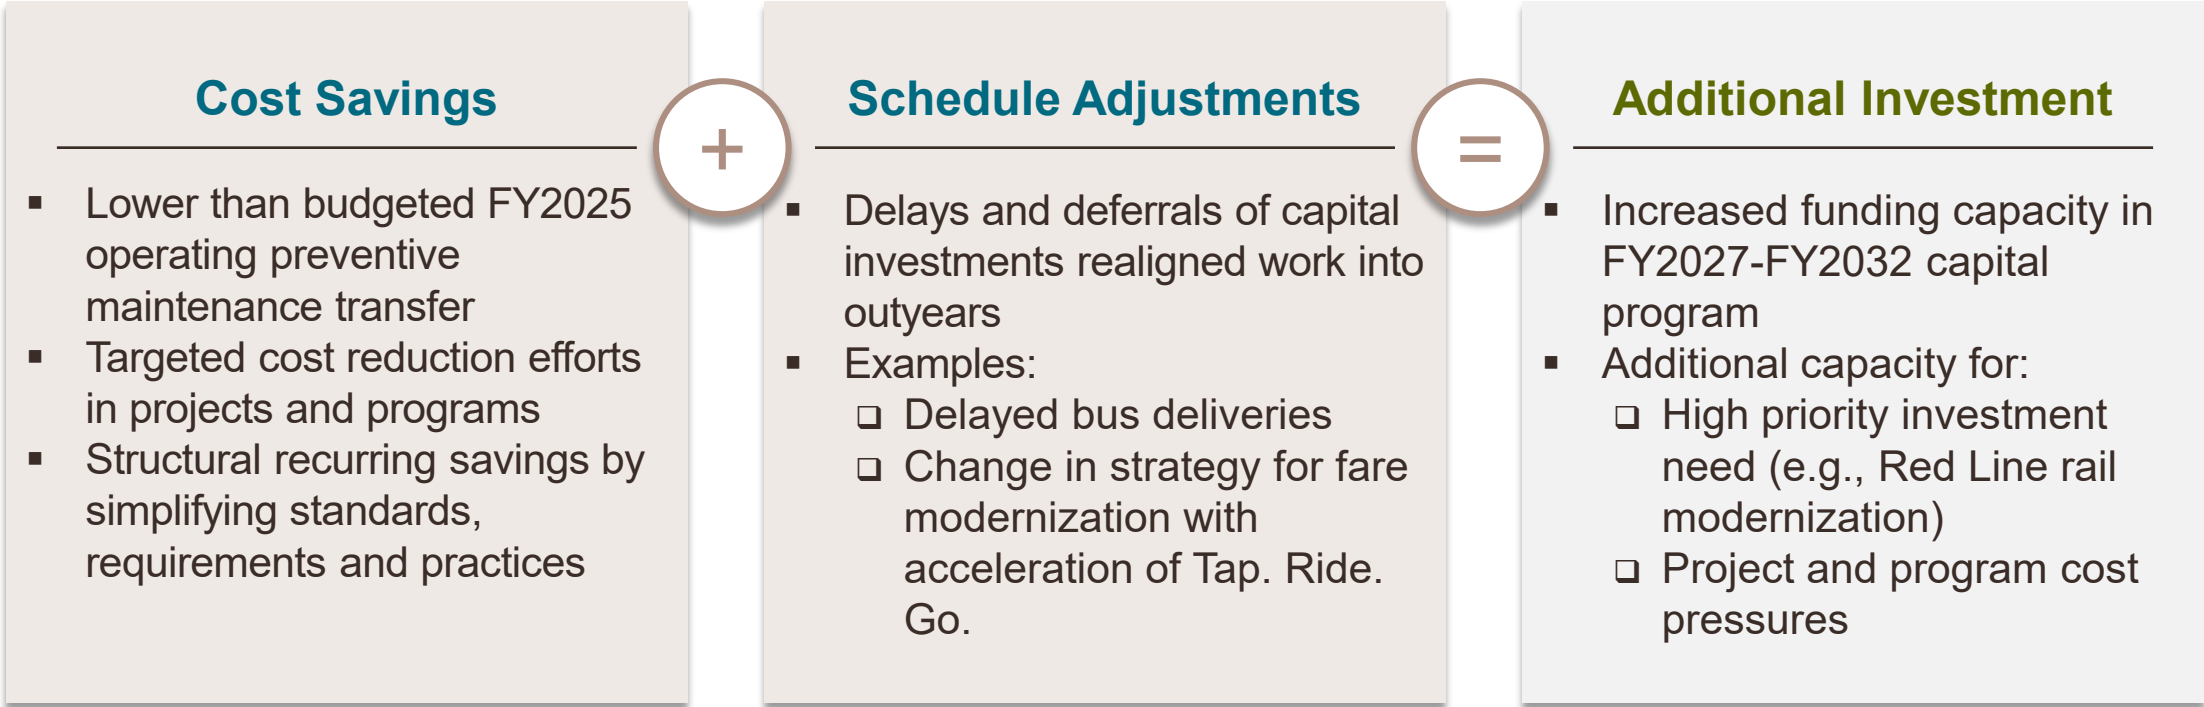 Cost Savings
▪ Lower than budgeted FY2025
operating preventive
maintenance transfer
▪ Targeted cost reduction efforts
in projects and programs
▪ Structural recurring savings by
simplifying standards,
requirements and practices
+
Schedule Adjustments
▪ Delays and deferrals of capital
investments realigned work into
outyears
▪ Examples:
❑ Delayed bus deliveries
❑ Change in strategy for fare
modernization with
acceleration of Tap. Ride.
Go.
=
Additional Investment
▪ Increased funding capacity in
FY2027-FY2032 capital
program
▪ Additional capacity for:
❑ High priority investment
need (e.g., Red Line rail
modernization)
❑ Project and program cost
pressures